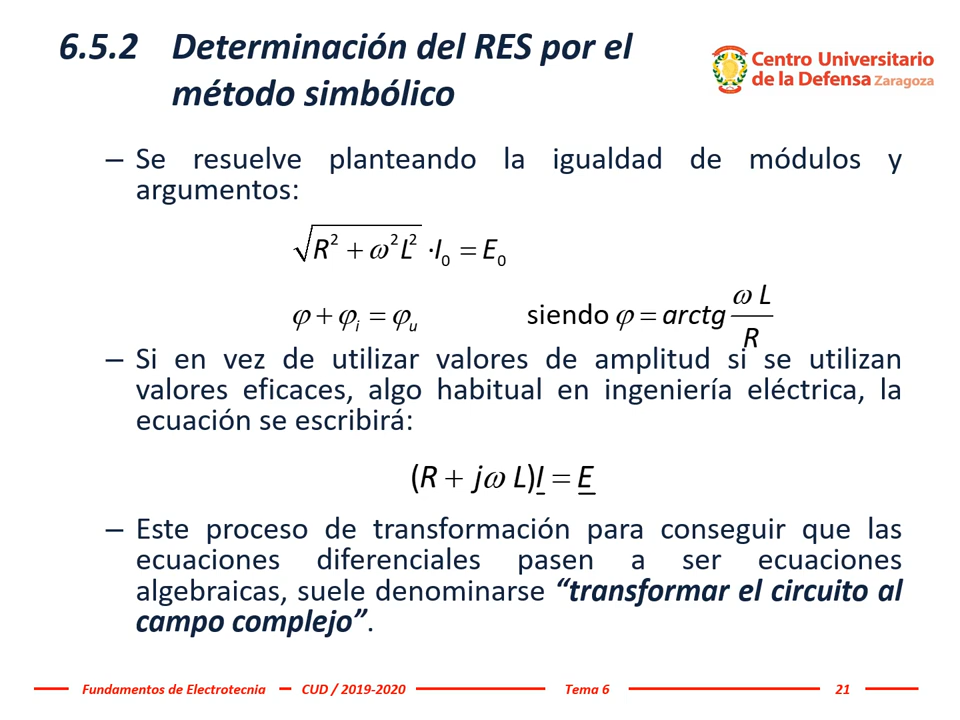 6.5.2 Determinación del RES por el
método simbólico
Centro Universitario
de la Defensa Zaragoza
– Se resuelve planteando la igualdad de módulos y
argumentos:
√(R² + ω²L²) · I₀ = E₀
φ + φᵢ = φᵤ siendo φ = arctg ω L / R
– Si en vez de utilizar valores de amplitud si se utilizan
valores eficaces, algo habitual en ingeniería eléctrica, la
ecuación se escribirá:
(R + jω L)I = E
– Este proceso de transformación para conseguir que las
ecuaciones diferenciales pasen a ser ecuaciones
algebraicas, suele denominarse “transformar el circuito al
campo complejo”.
Fundamentos de Electrotecnia CUD / 2019-2020 Tema 6 21